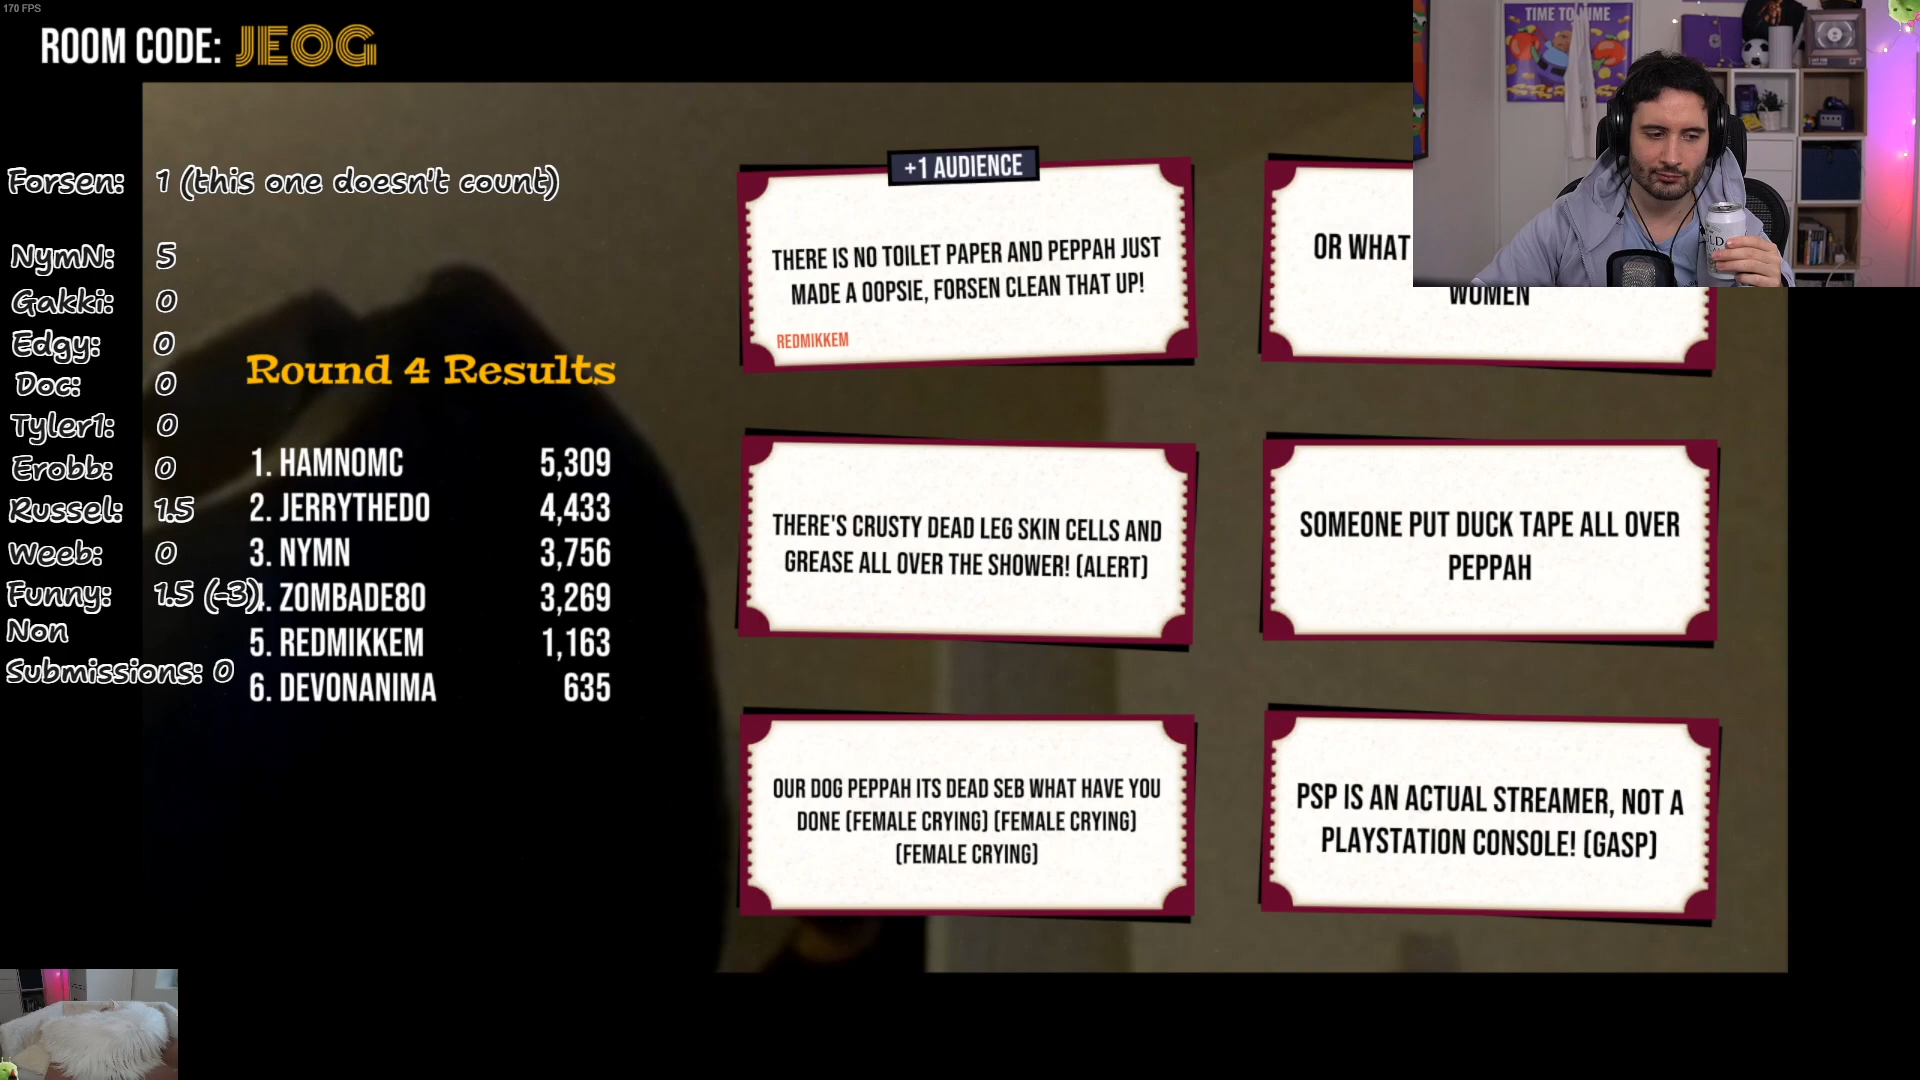 170 FPS
ROOM CODE: JEOG
TIME TO MIME
Forsen: 1 (this one doesn't count)
NymN: 5
Gakki: 0
Edgy: 0
Doc: 0
Tyler1: 0
Erobb: 0
Russel: 1.5
Weeb: 0
Funny: 1.5 (-3)
Non
Submissions: 0
Round 4 Results
1. HAMNOMC 5,309
2. JERRYTHEDO 4,433
3. NYMN 3,756
4. ZOMBADE80 3,269
5. REDMIKKEM 1,163
6. DEVONANIMA 635
+1 AUDIENCE
THERE IS NO TOILET PAPER AND PEPPAH JUST
MADE A OOPSIE, FORSEN CLEAN THAT UP!
REDMIKKEM
OR WHAT
WOMEN
THERE'S CRUSTY DEAD LEG SKIN CELLS AND
GREASE ALL OVER THE SHOWER! (ALERT)
SOMEONE PUT DUCK TAPE ALL OVER
PEPPAH
OUR DOG PEPPAH ITS DEAD SEB WHAT HAVE YOU
DONE (FEMALE CRYING) (FEMALE CRYING)
(FEMALE CRYING)
PSP IS AN ACTUAL STREAMER, NOT A
PLAYSTATION CONSOLE! (GASP)